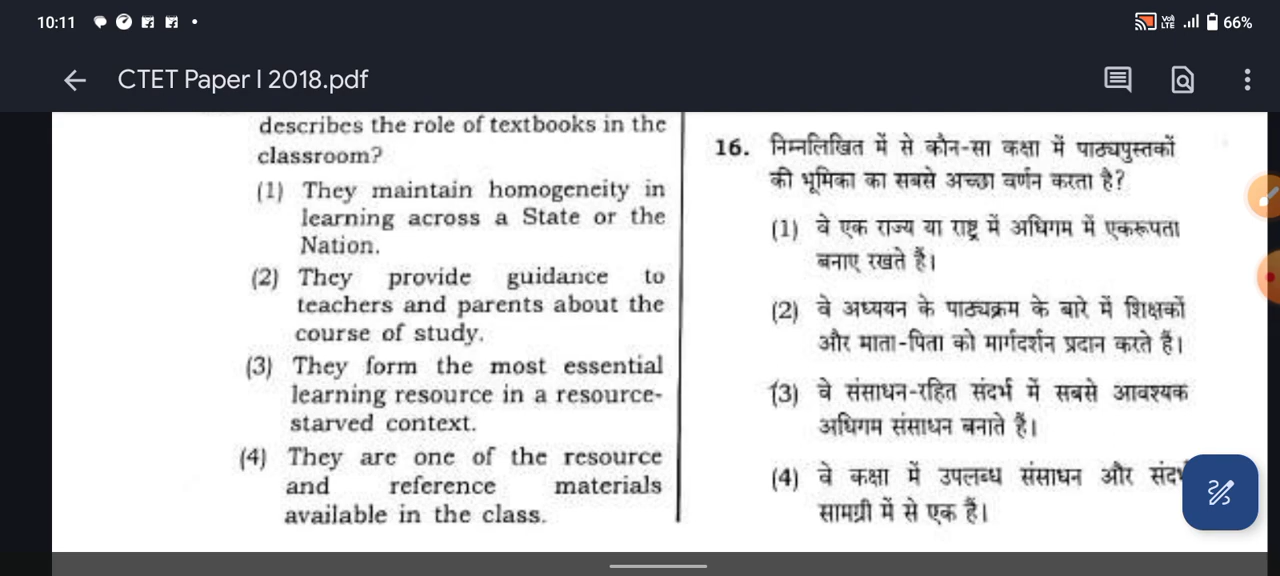 10:11
Vo) LTE 66%
CTET Paper I 2018.pdf
describes the role of textbooks in the
classroom?
(1) They maintain homogeneity in
learning across a State or the
Nation.
(2) They provide guidance to
teachers and parents about the
course of study.
(3) They form the most essential
learning resource in a resource-
starved context.
(4) They are one of the resource
and reference materials
available in the class.
16. निम्नलिखित में से कौन-सा कक्षा में पाठ्यपुस्तकों
की भूमिका का सबसे अच्छा वर्णन करता है?
(1) वे एक राज्य या राष्ट्र में अधिगम में एकरूपता
बनाए रखते हैं।
(2) वे अध्ययन के पाठ्यक्रम के बारे में शिक्षकों
और माता-पिता को मार्गदर्शन प्रदान करते हैं।
(3) वे संसाधन-रहित संदर्भ में सबसे आवश्यक
अधिगम संसाधन बनाते हैं।
(4) वे कक्षा में उपलब्ध संसाधन और संदर्भ
सामग्री में से एक हैं।